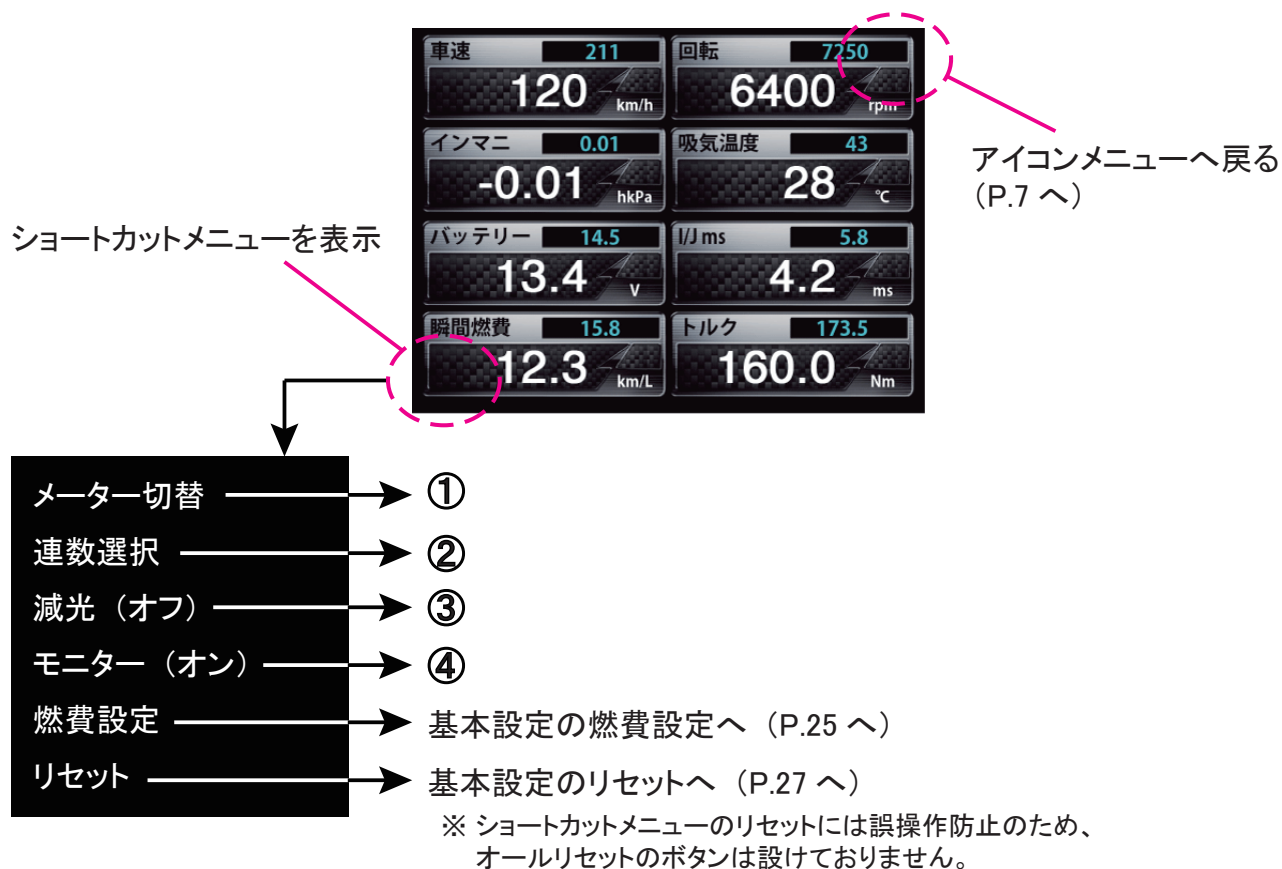 車速 211
120 km/h
回転 7250
6400 rpm
インマニ 0.01
-0.01 hkPa
吸気温度 43
28 ℃
バッテリー 14.5
13.4 V
I/J ms 5.8
4.2 ms
瞬間燃費 15.8
12.3 km/L
トルク 173.5
160.0 Nm
アイコンメニューへ戻る
（P.7 へ）
ショートカットメニューを表示
メーター切替 ①
連数選択 ②
減光（オフ） ③
モニター（オン） ④
燃費設定 基本設定の燃費設定へ（P.25 へ）
リセット 基本設定のリセットへ（P.27 へ）
※ ショートカットメニューのリセットには誤操作防止のため、
オールリセットのボタンは設けておりません。